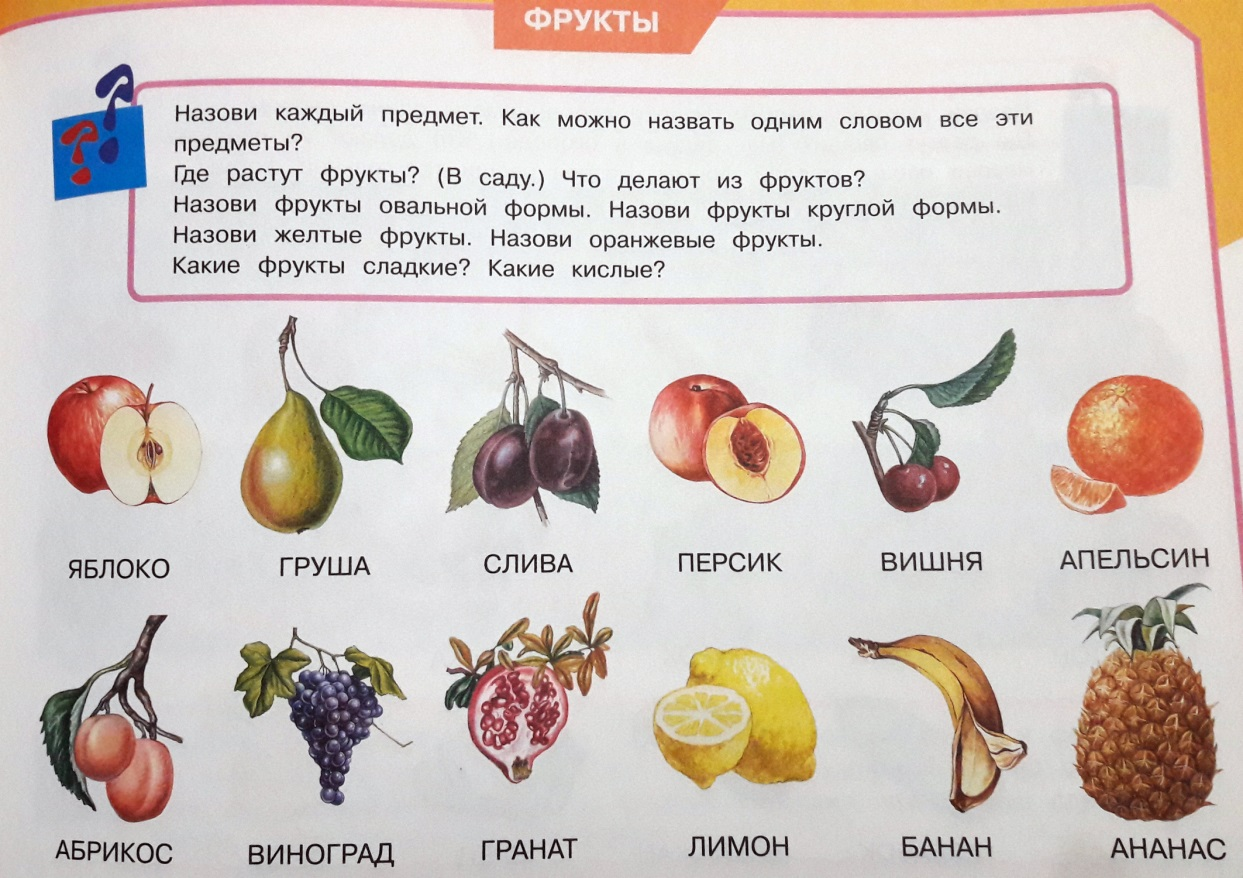 ФРУКТЫ
Назови каждый предмет. Как можно назвать одним словом все эти
предметы?
Где растут фрукты? (В саду.) Что делают из фруктов?
Назови фрукты овальной формы. Назови фрукты круглой формы.
Назови желтые фрукты. Назови оранжевые фрукты.
Какие фрукты сладкие? Какие кислые?
ЯБЛОКО ГРУША СЛИВА ПЕРСИК ВИШНЯ АПЕЛЬСИН
АБРИКОС ВИНОГРАД ГРАНАТ ЛИМОН БАНАН АНАНАС